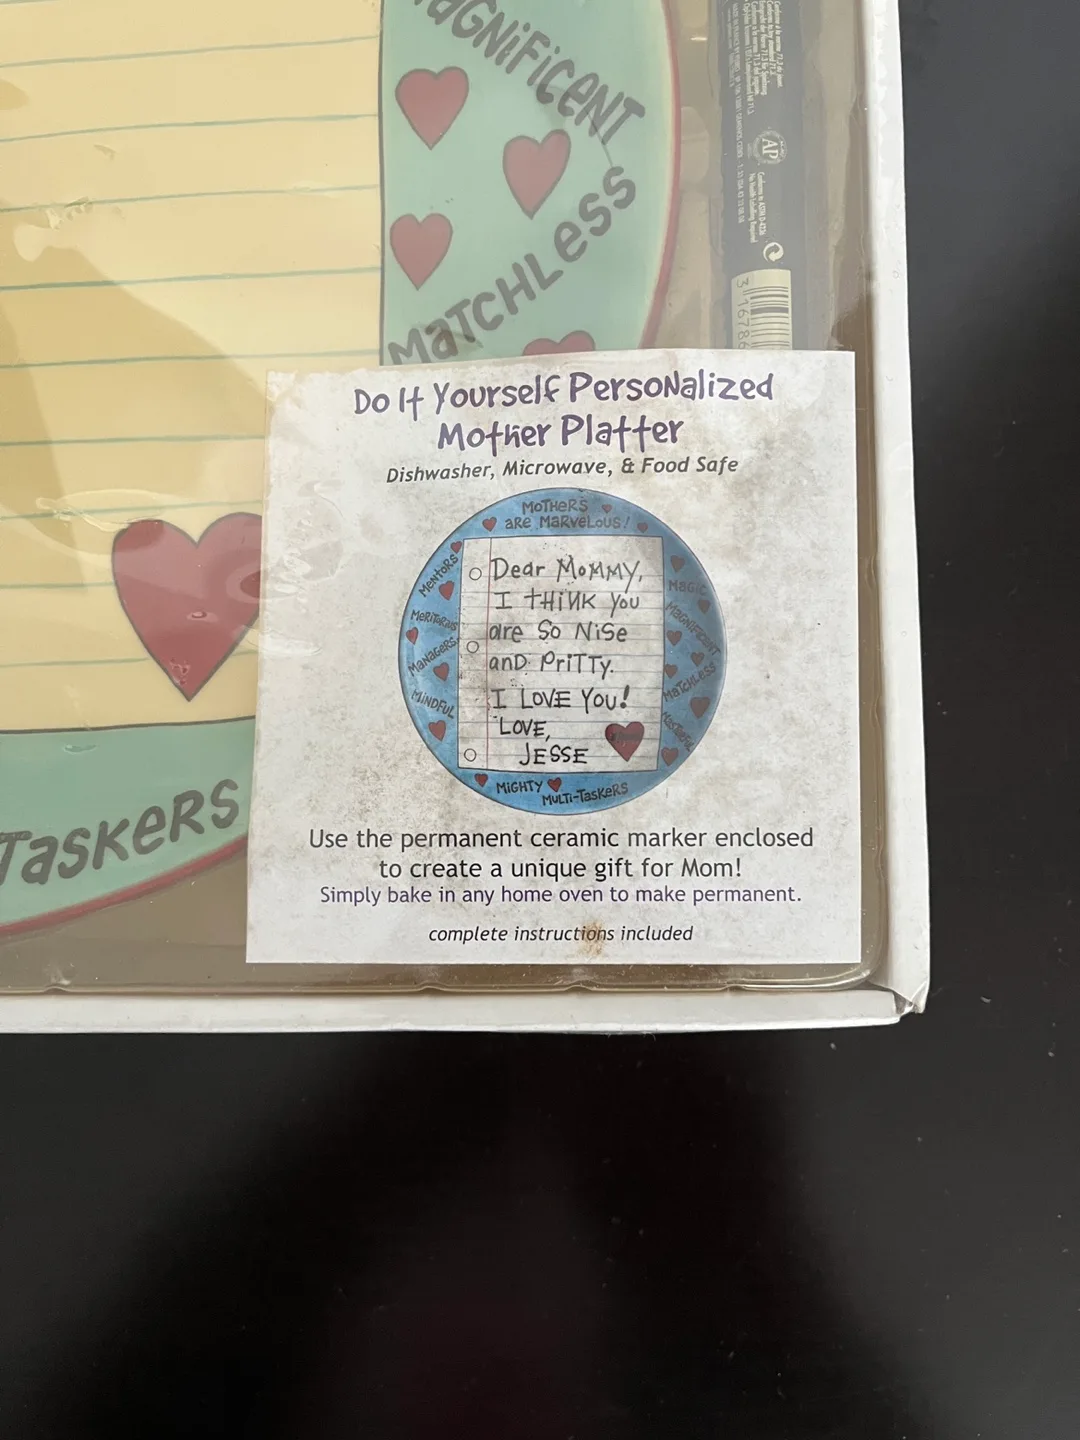 MAGNIFICENT
MATCHLESS
TASKERS
AP
Do It Yourself Personalized
Mother Platter
Dishwasher, Microwave, & Food Safe
MOTHERS
ARE MARVELOUS!
MENTORS
MERITORIOUS
MANAGERS
MINDFUL
Dear MOMMY,
I THINK you
are So NiSe
and PriTTy.
I LOVE You!
LOVE,
JESSE
MAGIC
MAGNIFICENT
MATCHLESS
MIGHTY
MULTI-TASKERS
Use the permanent ceramic marker enclosed
to create a unique gift for Mom!
Simply bake in any home oven to make permanent.
complete instructions included